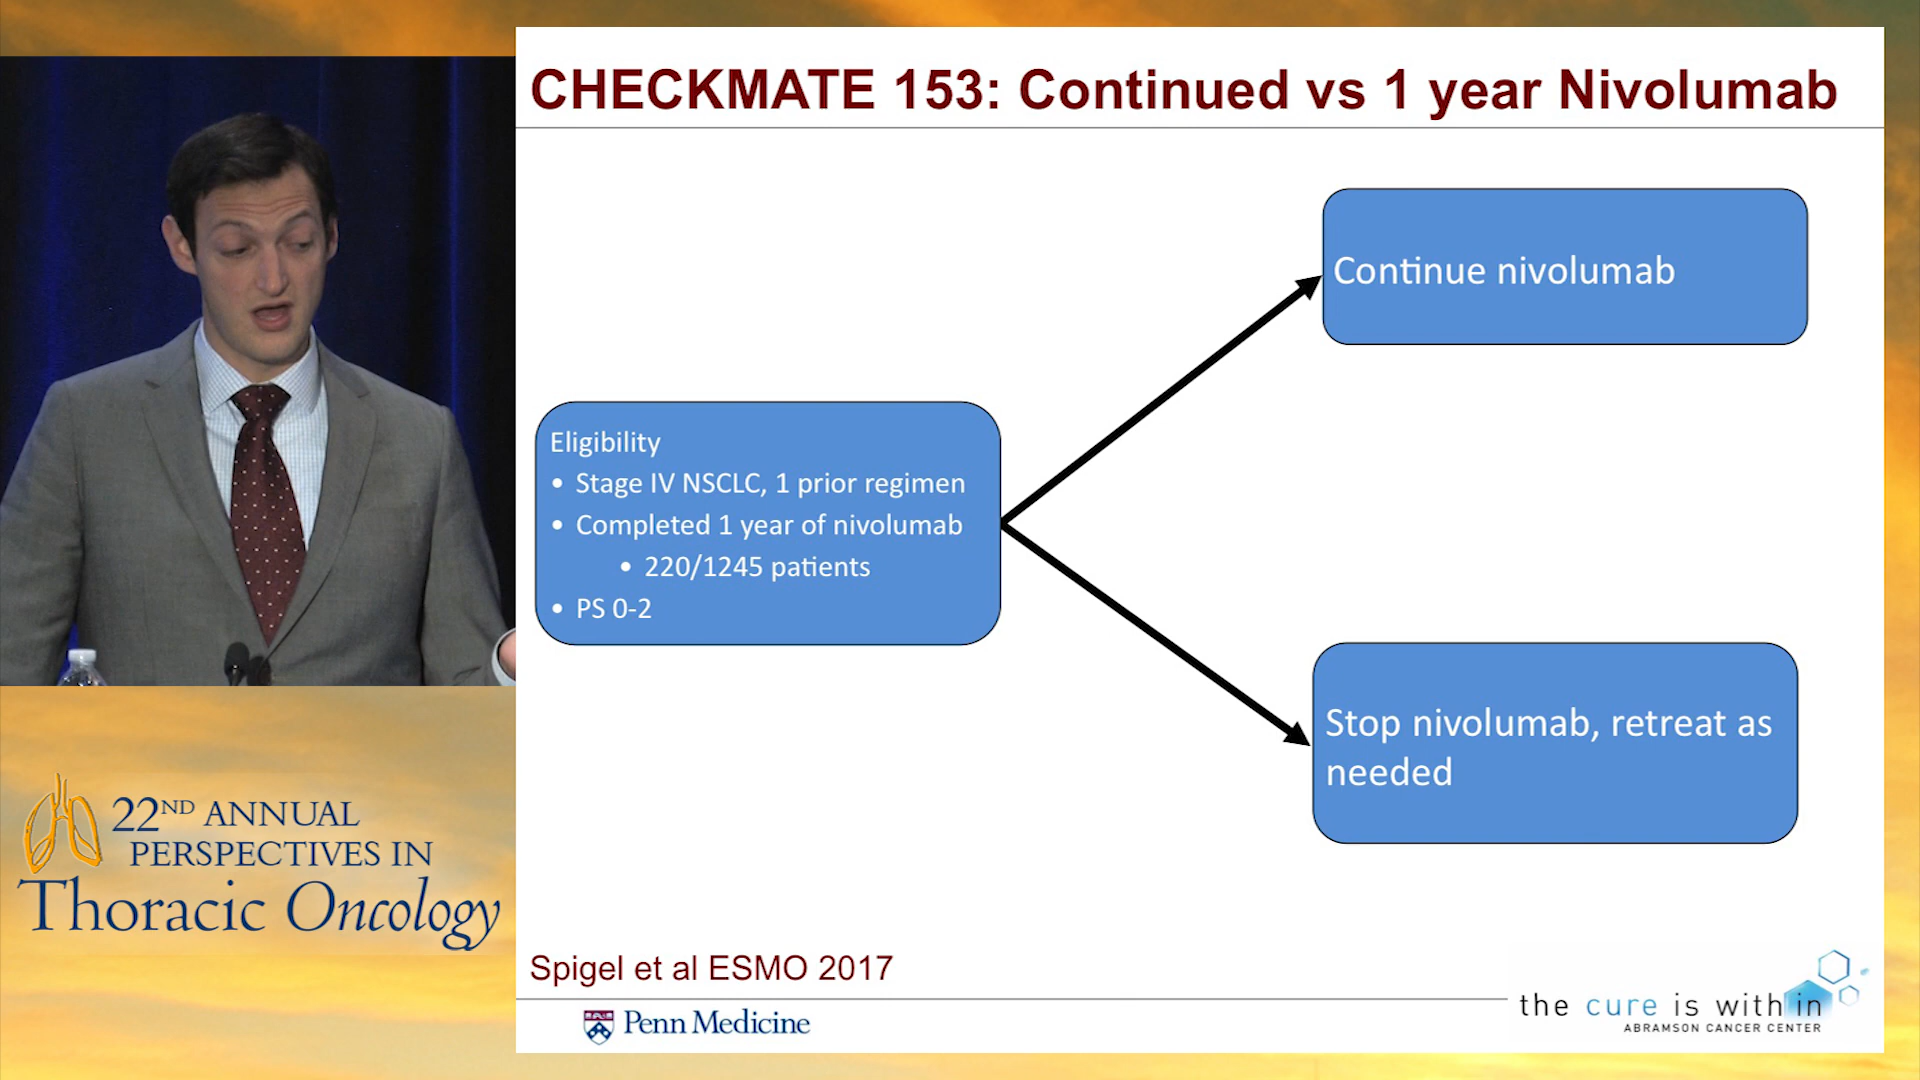 CHECKMATE 153: Continued vs 1 year Nivolumab
Continue nivolumab
Eligibility
• Stage IV NSCLC, 1 prior regimen
• Completed 1 year of nivolumab
• 220/1245 patients
• PS 0-2
Stop nivolumab, retreat as
needed
Spigel et al ESMO 2017
Penn Medicine
the cure is within
ABRAMSON CANCER CENTER
22ND ANNUAL
PERSPECTIVES IN
Thoracic Oncology